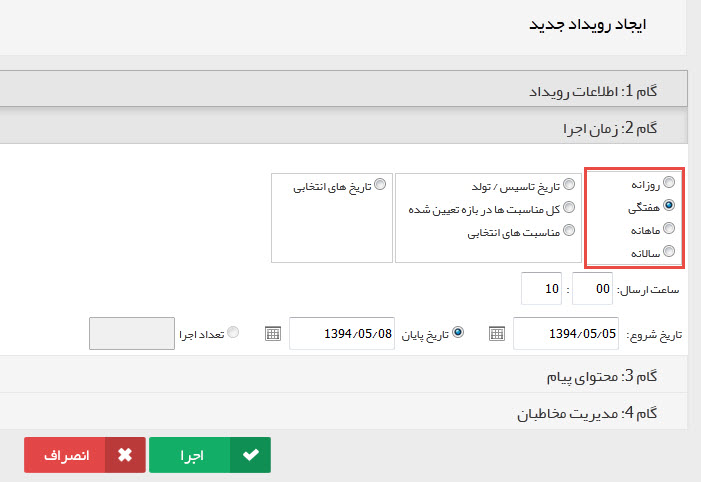 ایجاد رویداد جدید
گام 1: اطلاعات رویداد
گام 2: زمان اجرا
روزانه
هفتگی
ماهانه
سالانه
تاریخ تاسیس / تولد
کل مناسبت ها در بازه تعیین شده
مناسبت های انتخابی
تاریخ های انتخابی
ساعت ارسال: 00 : 10
تاریخ شروع: 1394/05/05 تاریخ پایان 1394/05/08 تعداد اجرا
گام 3: محتوای پیام
گام 4: مدیریت مخاطبان
اجرا انصراف